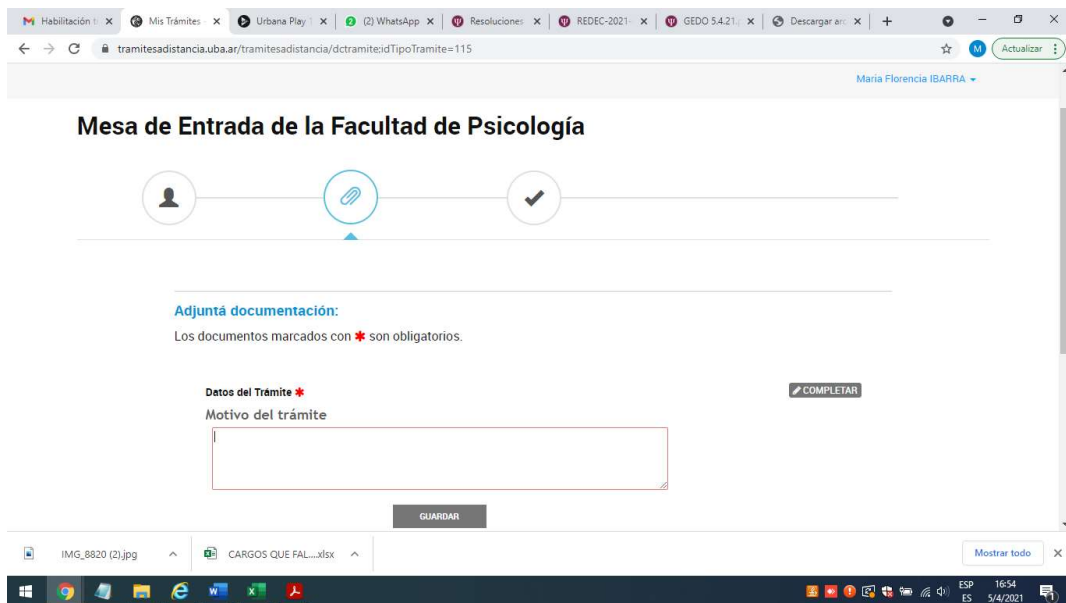 Habilitación t
Mis Trámites -
Urbana Play 1
(2) WhatsApp
Resoluciones
REDEC-2021-
GEDO 5.4.21.
Descargar arc
tramitesadistancia.uba.ar/tramitesadistancia/dctramite:idTipoTramite=115
M
Actualizar
Maria Florencia IBARRA
Mesa de Entrada de la Facultad de Psicología
Adjuntá documentación:
Los documentos marcados con * son obligatorios.
Datos del Trámite *
COMPLETAR
Motivo del trámite
GUARDAR
IMG_8820 (2).jpg
CARGOS QUE FAL....xlsx
Mostrar todo
ESP
ES
16:54
5/4/2021